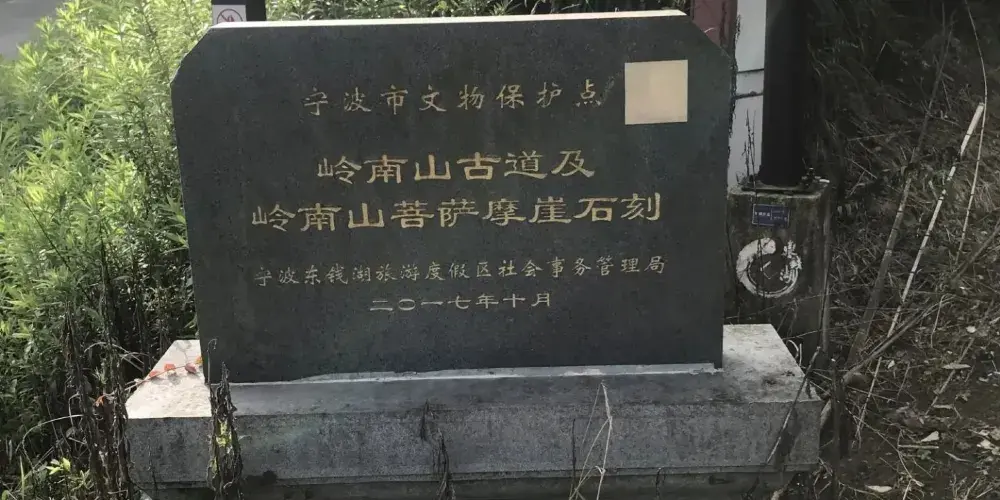 宁波市文物保护点
岭南山古道及
岭南山菩萨摩崖石刻
宁波东钱湖旅游度假区社会事务管理局
二〇一七年十月